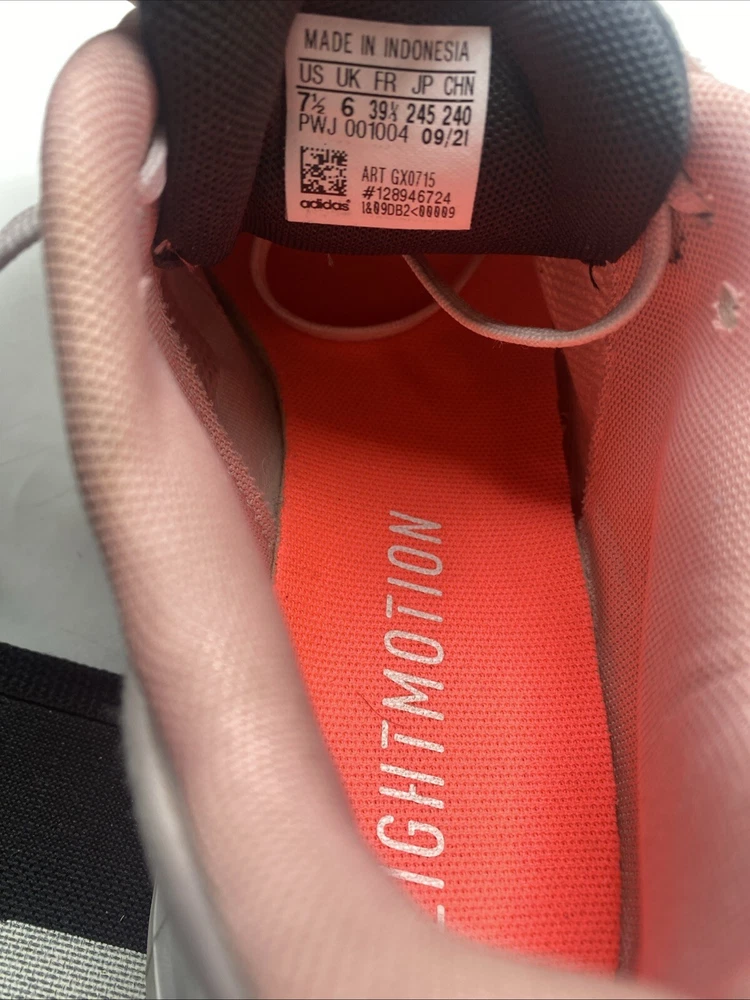 MADE IN INDONESIA
US UK FR JP CHN
7½ 6 39⅓ 245 240
PWJ 001004 09/21
ART GX0715
#128946724
adidas
1&09DB2<00009
LIGHTMOTION